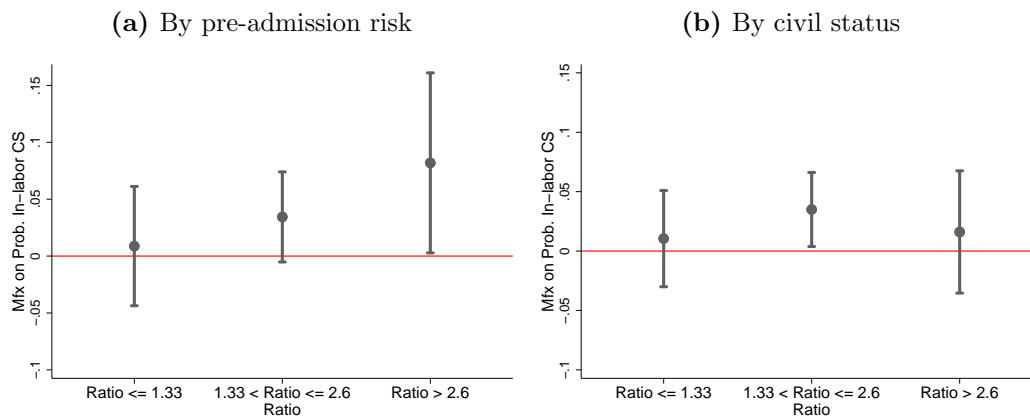 (a) By pre-admission risk
Mfx on Prob. In-labor CS
.15
.1
.05
0
-.05
-.1
Ratio <= 1.33
1.33 < Ratio <= 2.6
Ratio > 2.6
Ratio
(b) By civil status
Mfx on Prob. In-labor CS
.15
.1
.05
0
-.05
-.1
Ratio <= 1.33
1.33 < Ratio <= 2.6
Ratio > 2.6
Ratio